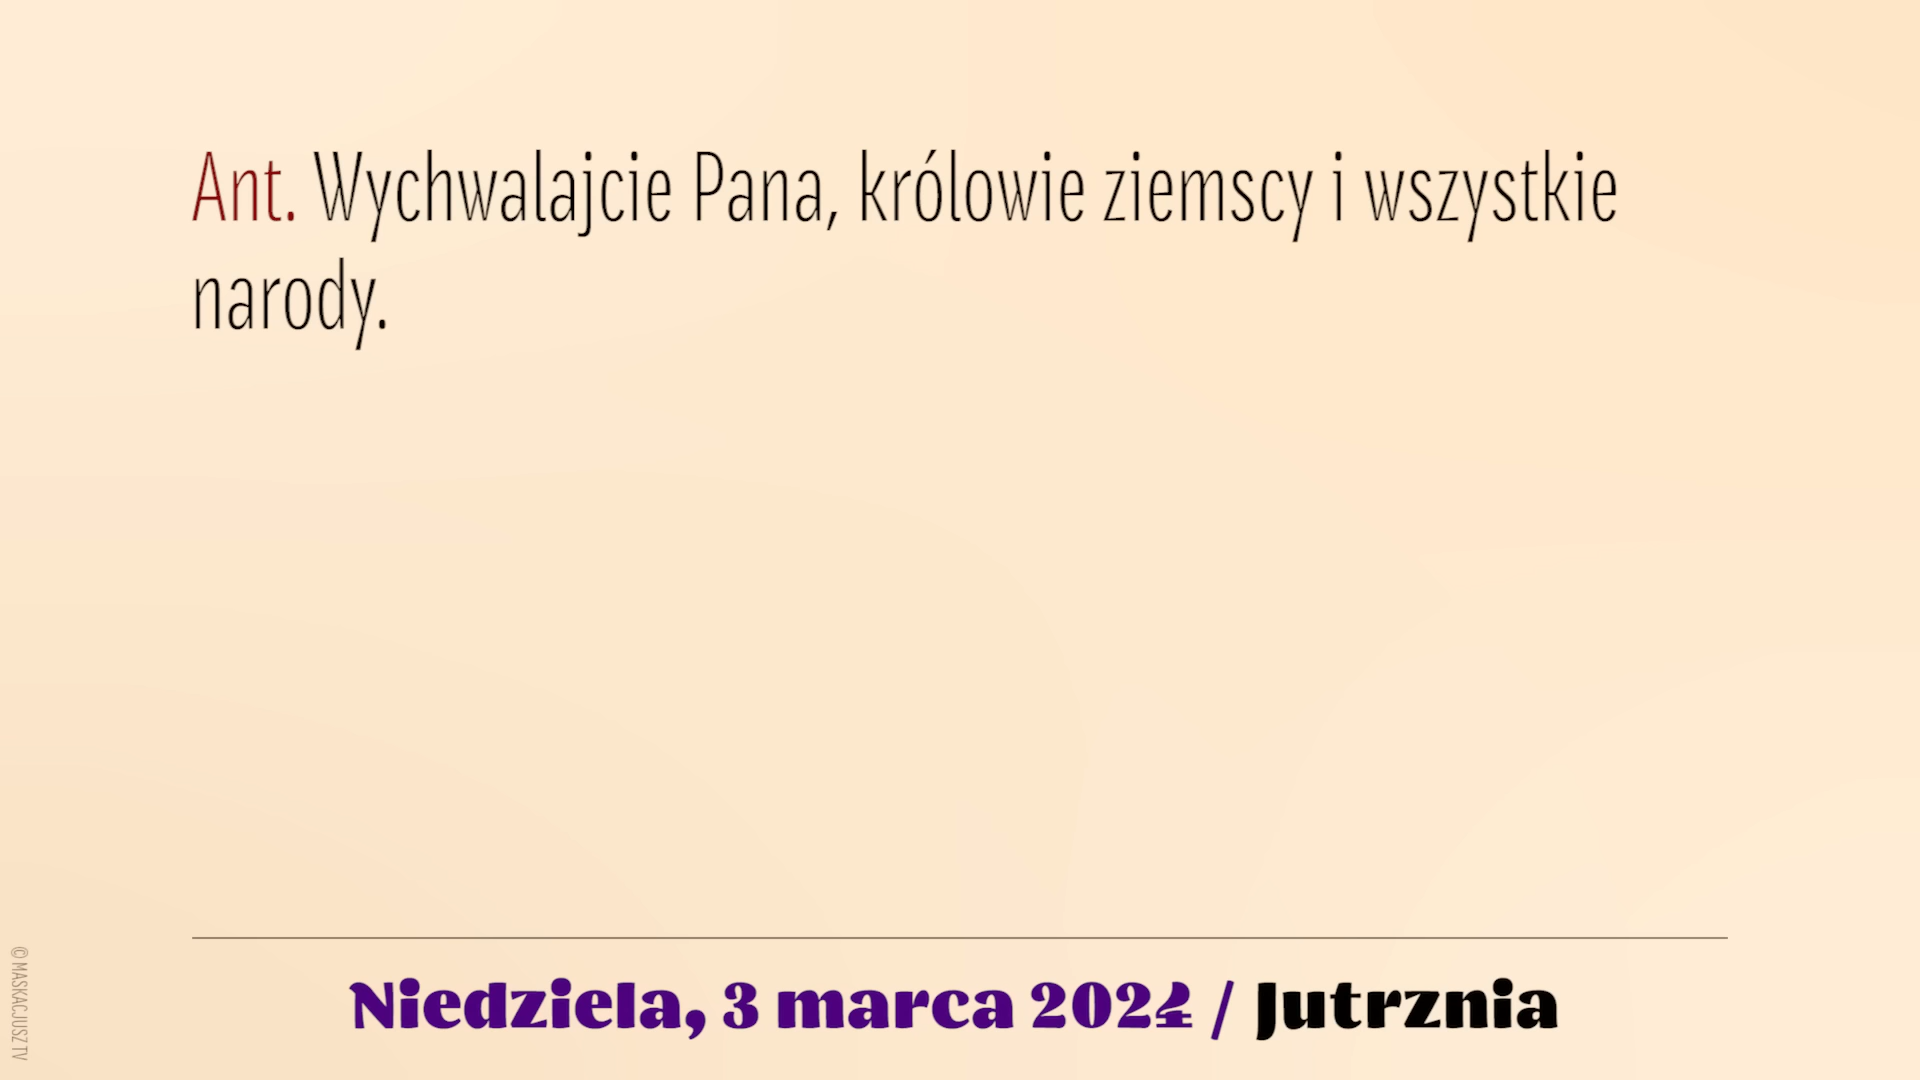 Ant. Wychwalajcie Pana, królowie ziemscy i wszystkie
narody.
Niedziela, 3 marca 2024 / Jutrznia
© MASKACJUSZ TV